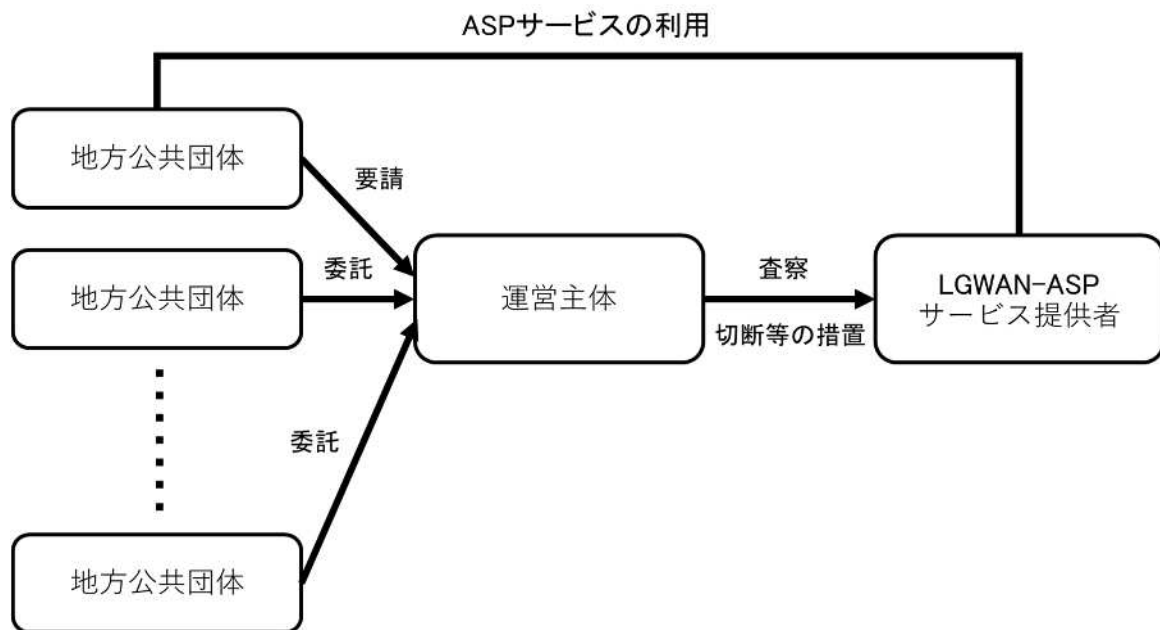 ASPサービスの利用
地方公共団体
要請
地方公共団体
委託
運営主体
査察
切断等の措置
LGWAN-ASP
サービス提供者
委託
地方公共団体